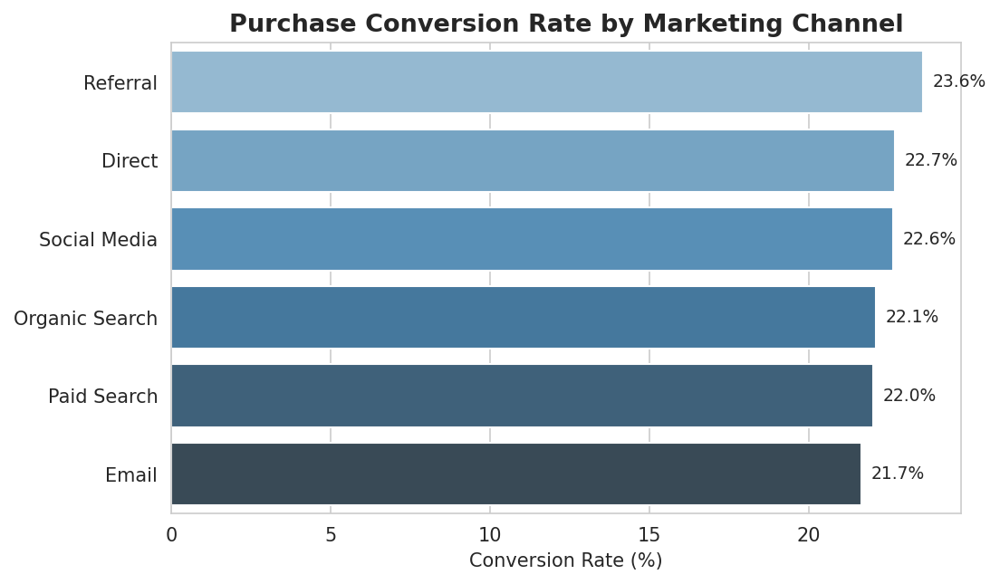 Purchase Conversion Rate by Marketing Channel
Referral 23.6%
Direct 22.7%
Social Media 22.6%
Organic Search 22.1%
Paid Search 22.0%
Email 21.7%
0 5 10 15 20
Conversion Rate (%)